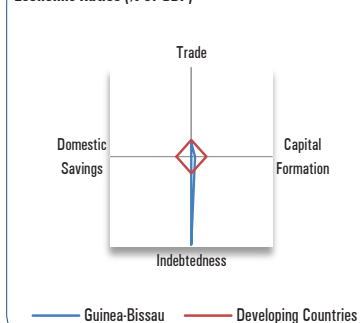 Economic Ratios (% of GDP)
Trade
Domestic
Savings
Capital
Formation
Indebtedness
Guinea-Bissau
Developing Countries